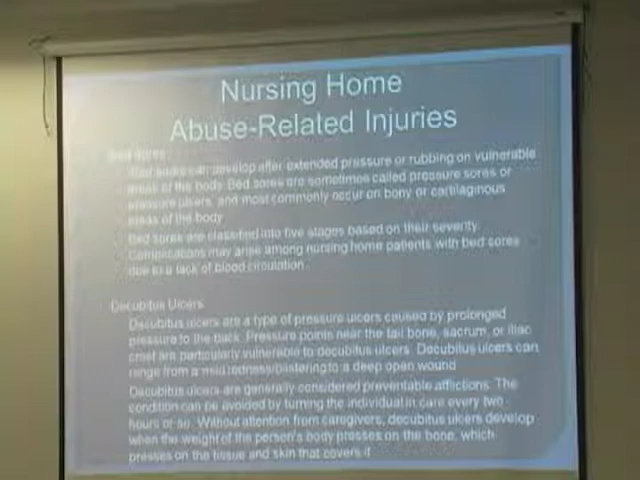 Nursing Home
Abuse-Related Injuries
Bed Sores
Bed sores can develop after extended pressure or rubbing on vulnerable
areas of the body. Bed sores are sometimes called pressure sores or
pressure ulcers, and most commonly occur on bony or cartilaginous
areas of the body
Bed sores are classified into five stages based on their severity.
Complications may arise among nursing home patients with bed sores
due to a lack of blood circulation.
Decubitus Ulcers
Decubitus ulcers are a type of pressure ulcers caused by prolonged
pressure to the back. Pressure points near the tail bone, sacrum, or iliac
crest are particularly vulnerable to decubitus ulcers. Decubitus ulcers can
range from a mild redness/blistering to a deep open wound
Decubitus ulcers are generally considered preventable afflictions. The
condition can be avoided by turning the individual in care every two
hours or so. Without attention from caregivers, decubitus ulcers develop
when the weight of the person's body presses on the bone, which
presses on the tissue and skin that covers it